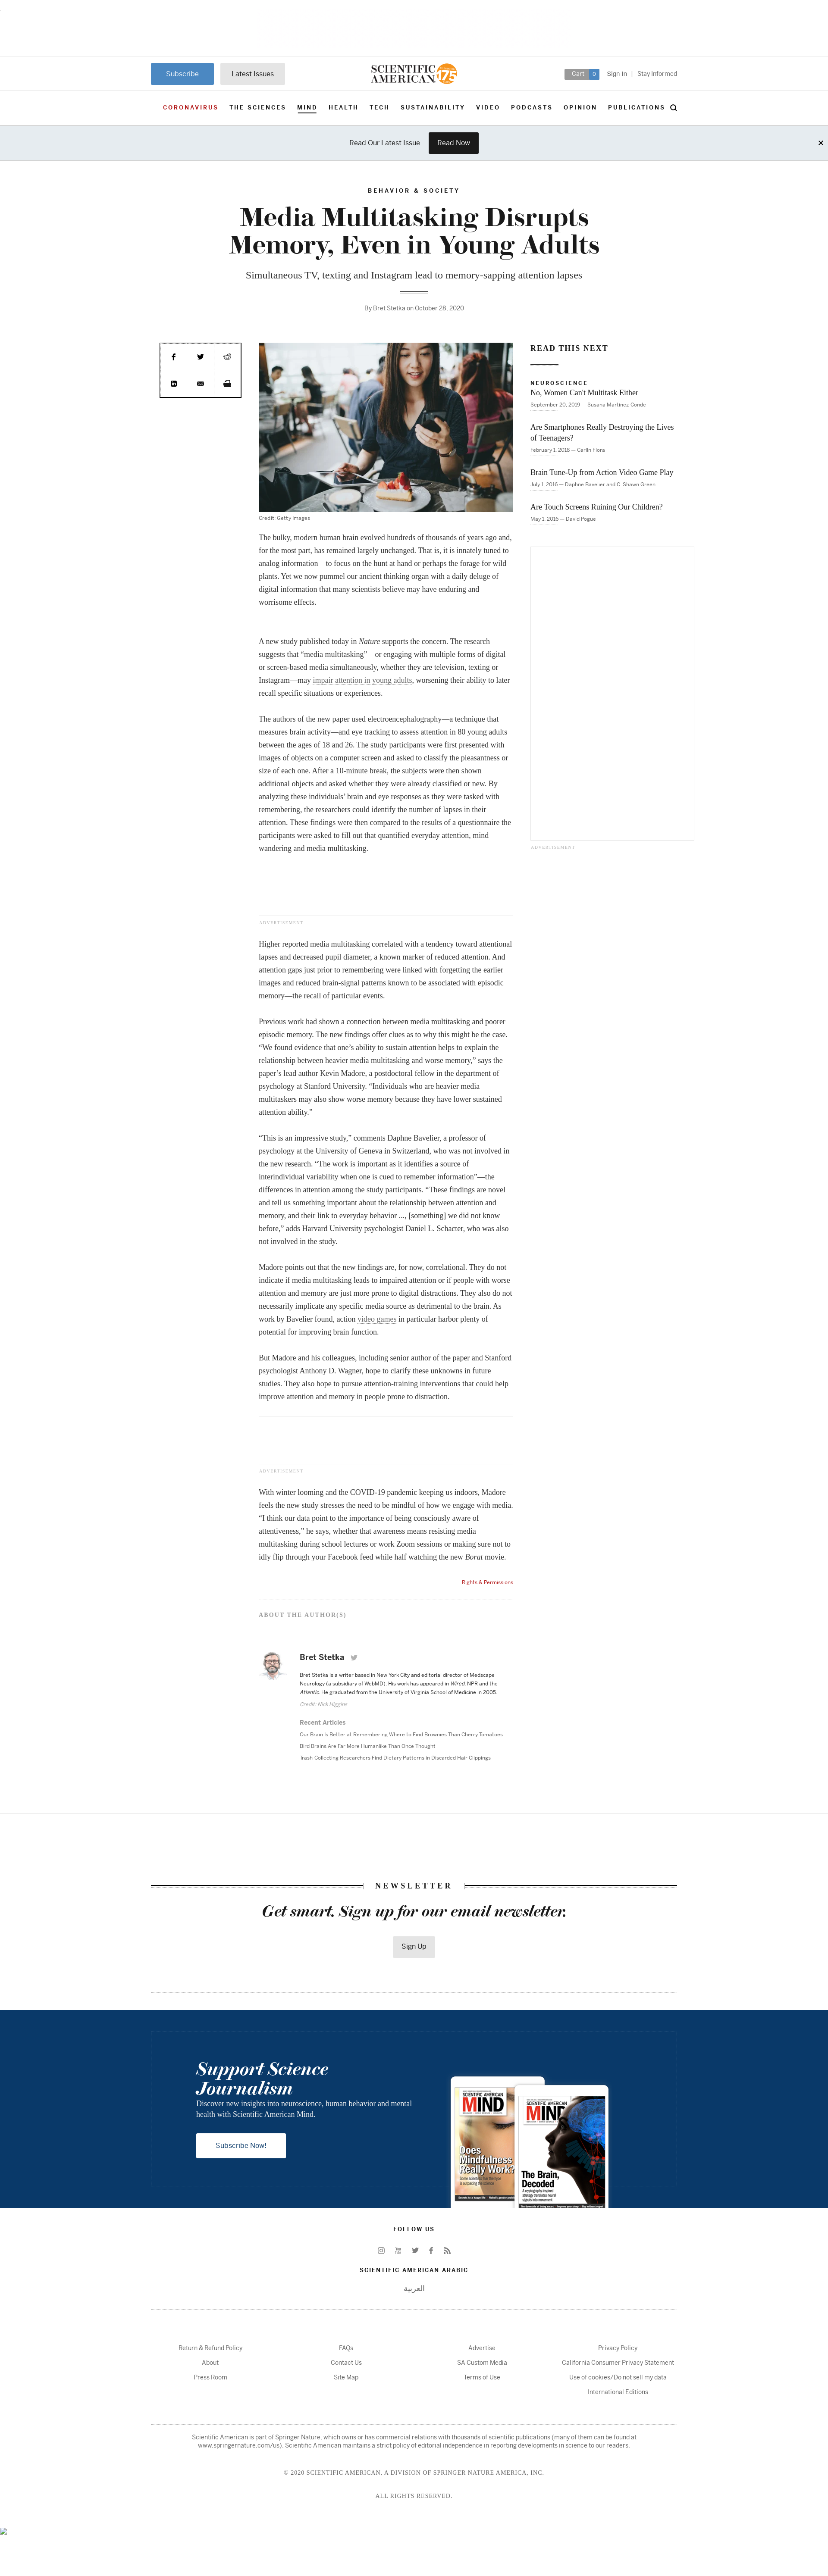 Subscribe
Latest Issues
SCIENTIFIC AMERICAN 175
Cart 0
Sign In | Stay Informed
CORONAVIRUS THE SCIENCES MIND HEALTH TECH SUSTAINABILITY VIDEO PODCASTS OPINION PUBLICATIONS
Read Our Latest Issue Read Now
BEHAVIOR & SOCIETY
Media Multitasking Disrupts
Memory, Even in Young Adults
Simultaneous TV, texting and Instagram lead to memory-sapping attention lapses
By Bret Stetka on October 28, 2020
Credit: Getty Images
The bulky, modern human brain evolved hundreds of thousands of years ago and,
for the most part, has remained largely unchanged. That is, it is innately tuned to
analog information—to focus on the hunt at hand or perhaps the forage for wild
plants. Yet we now pummel our ancient thinking organ with a daily deluge of
digital information that many scientists believe may have enduring and
worrisome effects.
A new study published today in Nature supports the concern. The research
suggests that “media multitasking”—or engaging with multiple forms of digital
or screen-based media simultaneously, whether they are television, texting or
Instagram—may impair attention in young adults, worsening their ability to later
recall specific situations or experiences.
The authors of the new paper used electroencephalography—a technique that
measures brain activity—and eye tracking to assess attention in 80 young adults
between the ages of 18 and 26. The study participants were first presented with
images of objects on a computer screen and asked to classify the pleasantness or
size of each one. After a 10-minute break, the subjects were then shown
additional objects and asked whether they were already classified or new. By
analyzing these individuals’ brain and eye responses as they were tasked with
remembering, the researchers could identify the number of lapses in their
attention. These findings were then compared to the results of a questionnaire the
participants were asked to fill out that quantified everyday attention, mind
wandering and media multitasking.
ADVERTISEMENT
Higher reported media multitasking correlated with a tendency toward attentional
lapses and decreased pupil diameter, a known marker of reduced attention. And
attention gaps just prior to remembering were linked with forgetting the earlier
images and reduced brain-signal patterns known to be associated with episodic
memory—the recall of particular events.
Previous work had shown a connection between media multitasking and poorer
episodic memory. The new findings offer clues as to why this might be the case.
“We found evidence that one’s ability to sustain attention helps to explain the
relationship between heavier media multitasking and worse memory,” says the
paper’s lead author Kevin Madore, a postdoctoral fellow in the department of
psychology at Stanford University. “Individuals who are heavier media
multitaskers may also show worse memory because they have lower sustained
attention ability.”
“This is an impressive study,” comments Daphne Bavelier, a professor of
psychology at the University of Geneva in Switzerland, who was not involved in
the new research. “The work is important as it identifies a source of
interindividual variability when one is cued to remember information”—the
differences in attention among the study participants. “These findings are novel
and tell us something important about the relationship between attention and
memory, and their link to everyday behavior ..., [something] we did not know
before,” adds Harvard University psychologist Daniel L. Schacter, who was also
not involved in the study.
Madore points out that the new findings are, for now, correlational. They do not
indicate if media multitasking leads to impaired attention or if people with worse
attention and memory are just more prone to digital distractions. They also do not
necessarily implicate any specific media source as detrimental to the brain. As
work by Bavelier found, action video games in particular harbor plenty of
potential for improving brain function.
But Madore and his colleagues, including senior author of the paper and Stanford
psychologist Anthony D. Wagner, hope to clarify these unknowns in future
studies. They also hope to pursue attention-training interventions that could help
improve attention and memory in people prone to distraction.
ADVERTISEMENT
With winter looming and the COVID-19 pandemic keeping us indoors, Madore
feels the new study stresses the need to be mindful of how we engage with media.
“I think our data point to the importance of being consciously aware of
attentiveness,” he says, whether that awareness means resisting media
multitasking during school lectures or work Zoom sessions or making sure not to
idly flip through your Facebook feed while half watching the new Borat movie.
Rights & Permissions
READ THIS NEXT
NEUROSCIENCE
No, Women Can't Multitask Either
September 20, 2019 — Susana Martinez-Conde
Are Smartphones Really Destroying the Lives
of Teenagers?
February 1, 2018 — Carlin Flora
Brain Tune-Up from Action Video Game Play
July 1, 2016 — Daphne Bavelier and C. Shawn Green
Are Touch Screens Ruining Our Children?
May 1, 2016 — David Pogue
ADVERTISEMENT
ABOUT THE AUTHOR(S)
Bret Stetka
Bret Stetka is a writer based in New York City and editorial director of Medscape
Neurology (a subsidiary of WebMD). His work has appeared in Wired, NPR and the
Atlantic. He graduated from the University of Virginia School of Medicine in 2005.
Credit: Nick Higgins
Recent Articles
Our Brain Is Better at Remembering Where to Find Brownies Than Cherry Tomatoes
Bird Brains Are Far More Humanlike Than Once Thought
Trash-Collecting Researchers Find Dietary Patterns in Discarded Hair Clippings
NEWSLETTER
Get smart. Sign up for our email newsletter.
Sign Up
Support Science
Journalism
Discover new insights into neuroscience, human behavior and mental
health with Scientific American Mind.
Subscribe Now!
SCIENTIFIC AMERICAN
MIND
Does
Mindfulness
Really Work?
SCIENTIFIC AMERICAN
MIND
The Brain,
Decoded
FOLLOW US
SCIENTIFIC AMERICAN ARABIC
العربية
Return & Refund Policy
About
Press Room
FAQs
Contact Us
Site Map
Advertise
SA Custom Media
Terms of Use
Privacy Policy
California Consumer Privacy Statement
Use of cookies/Do not sell my data
International Editions
Scientific American is part of Springer Nature, which owns or has commercial relations with thousands of scientific publications (many of them can be found at
www.springernature.com/us). Scientific American maintains a strict policy of editorial independence in reporting developments in science to our readers.
© 2020 SCIENTIFIC AMERICAN, A DIVISION OF SPRINGER NATURE AMERICA, INC.
ALL RIGHTS RESERVED.